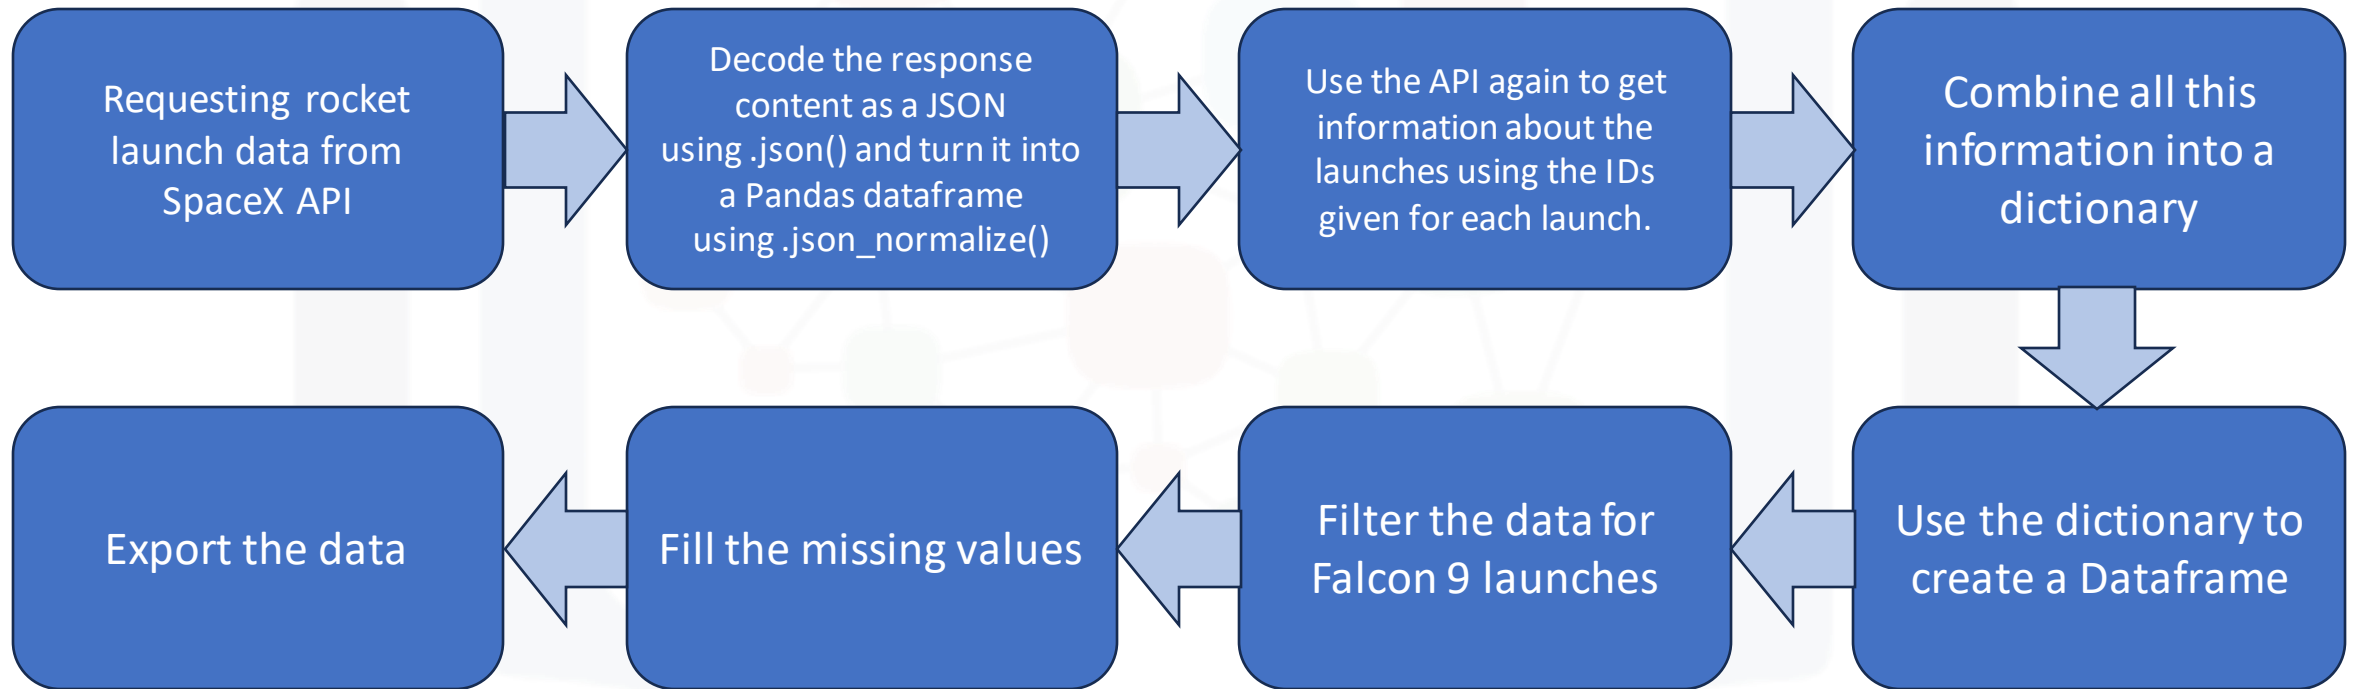 Requesting rocket
launch data from
SpaceX API
Decode the response
content as a JSON
using .json() and turn it into
a Pandas dataframe
using .json_normalize()
Use the API again to get
information about the
launches using the IDs
given for each launch.
Combine all this
information into a
dictionary
Use the dictionary to
create a Dataframe
Filter the data for
Falcon 9 launches
Fill the missing values
Export the data